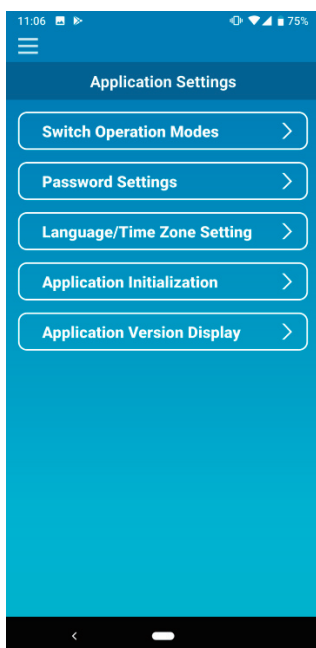 11:06 75%
Application Settings
Switch Operation Modes
Password Settings
Language/Time Zone Setting
Application Initialization
Application Version Display